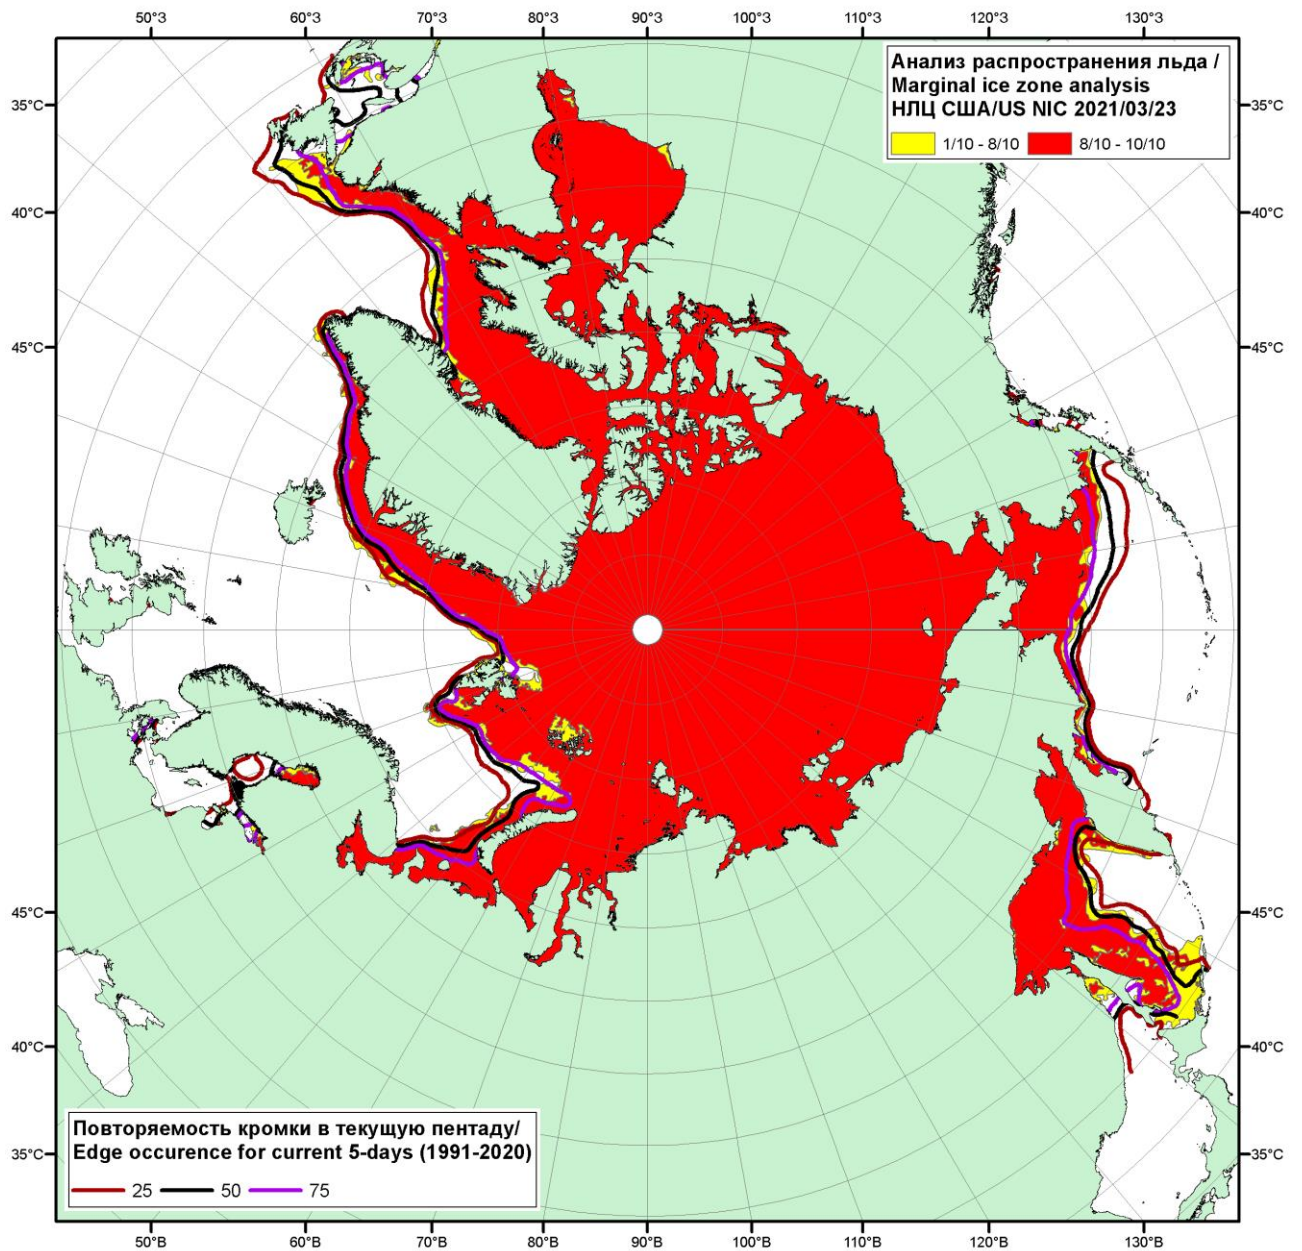 50°З 60°З 70°З 80°З 90°З 100°З 110°З 120°З 130°З
Анализ распространения льда /
Marginal ice zone analysis
НЛЦ США/US NIC 2021/03/23
1/10 - 8/10 8/10 - 10/10
35°С 35°С
40°С 40°С
45°С 45°С
45°С 45°С
40°С 40°С
35°С 35°С
Повторяемость кромки в текущую пентаду/
Edge occurence for current 5-days (1991-2020)
25 50 75
50°В 60°В 70°В 80°В 90°В 100°В 110°В 120°В 130°В